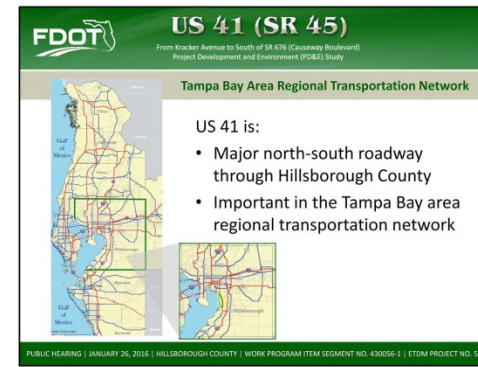 FDOT
US 41 (SR 45)
From Kracker Avenue to South of SR 676 (Causeway Boulevard)
Project Development and Environment (PD&E) Study
Tampa Bay Area Regional Transportation Network
US 41 is:
• Major north-south roadway
through Hillsborough County
• Important in the Tampa Bay area
regional transportation network
Gulf
of
Mexico
Hillsborough
Gulf
of
Mexico
Hillsborough
PUBLIC HEARING | JANUARY 26, 2016 | HILLSBOROUGH COUNTY | WORK PROGRAM ITEM SEGMENT NO. 430056-1 | ETDM PROJECT NO. 5